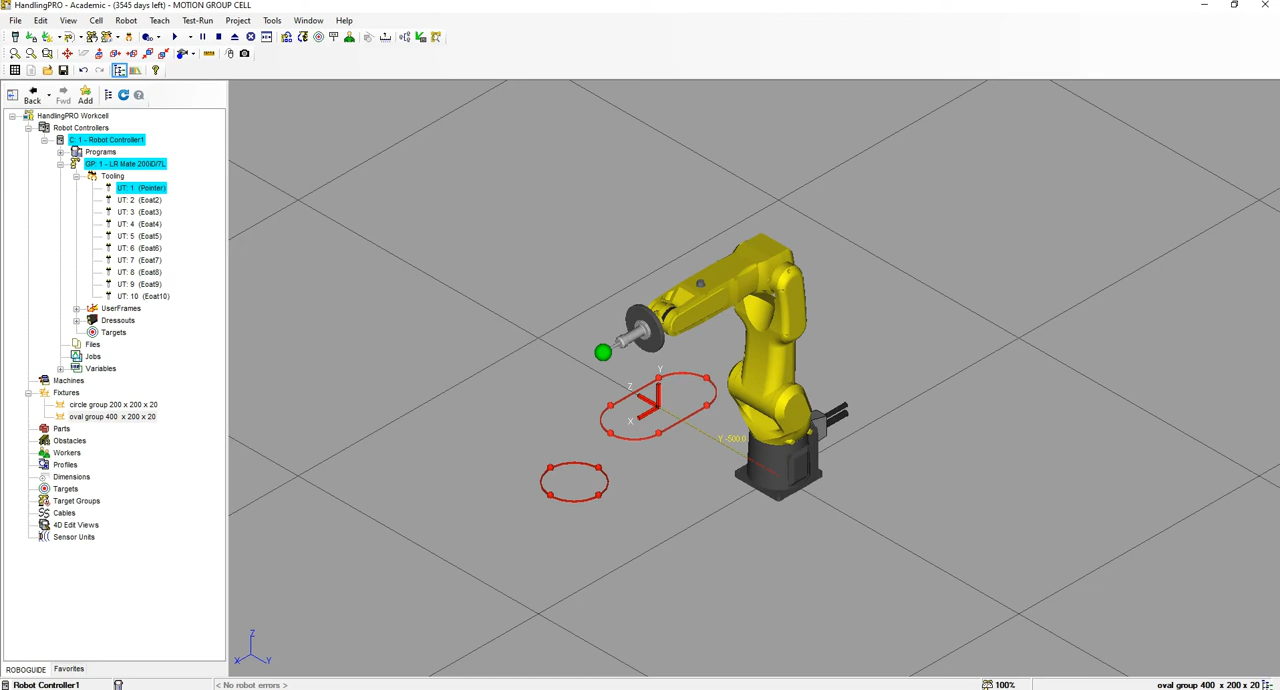 HandlingPRO - Academic - (3545 days left) - MOTION GROUP CELL
File Edit View Cell Robot Teach Test-Run Project Tools Window Help
Back Fwd Add
HandlingPRO Workcell
Robot Controllers
C: 1 - Robot Controller1
Programs
GP: 1 - LR Mate 200iD/7L
Tooling
UT: 1 (Pointer)
UT: 2 (Eoat2)
UT: 3 (Eoat3)
UT: 4 (Eoat4)
UT: 5 (Eoat5)
UT: 6 (Eoat6)
UT: 7 (Eoat7)
UT: 8 (Eoat8)
UT: 9 (Eoat9)
UT: 10 (Eoat10)
UserFrames
Dressouts
Targets
Files
Jobs
Variables
Machines
Fixtures
circle group 200 x 200 x 20
oval group 400 x 200 x 20
Parts
Obstacles
Workers
Profiles
Dimensions
Targets
Target Groups
Cables
4D Edit Views
Sensor Units
Y
Z
X
Y -500.0
Z
X Y
ROBOGUIDE Favorites
Robot Controller1 < No robot errors > 100% oval group 400 x 200 x 20